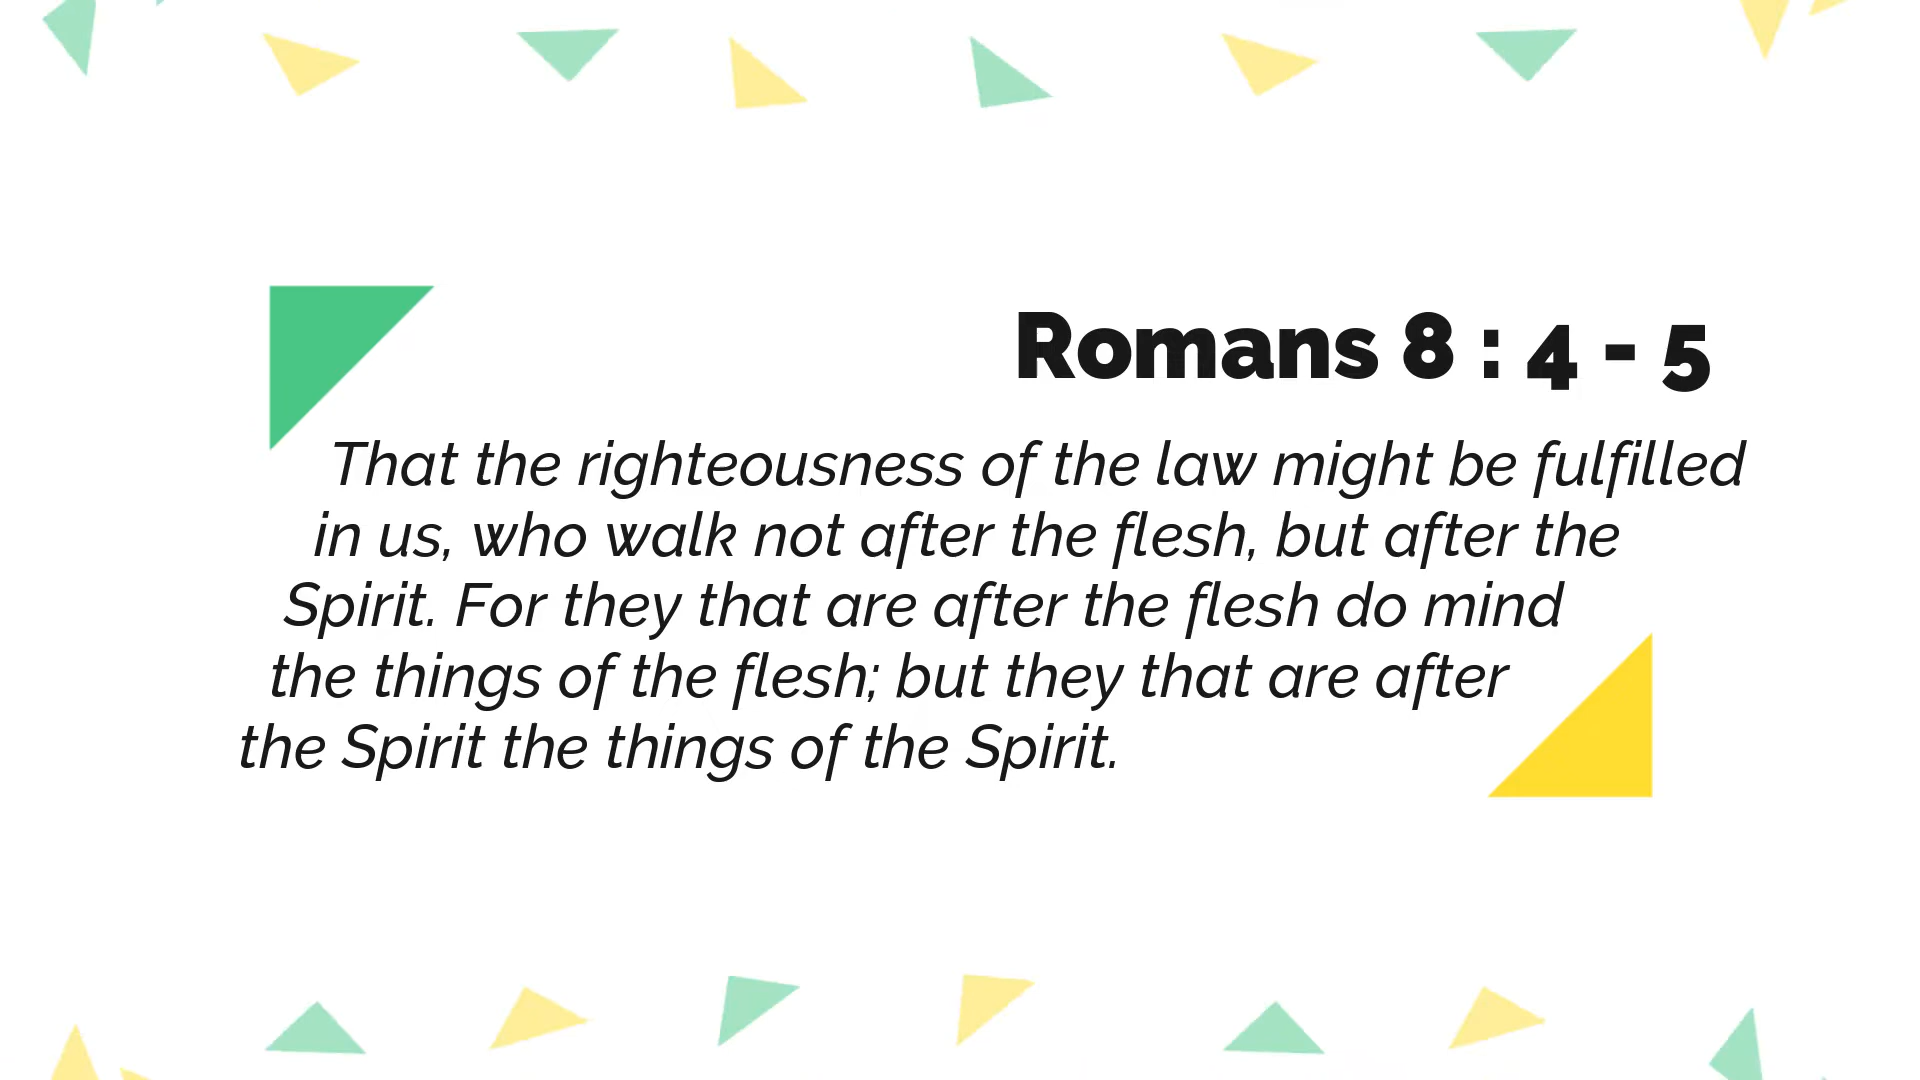 Romans 8 : 4 - 5
That the righteousness of the law might be fulfilled
in us, who walk not after the flesh, but after the
Spirit. For they that are after the flesh do mind
the things of the flesh; but they that are after
the Spirit the things of the Spirit.